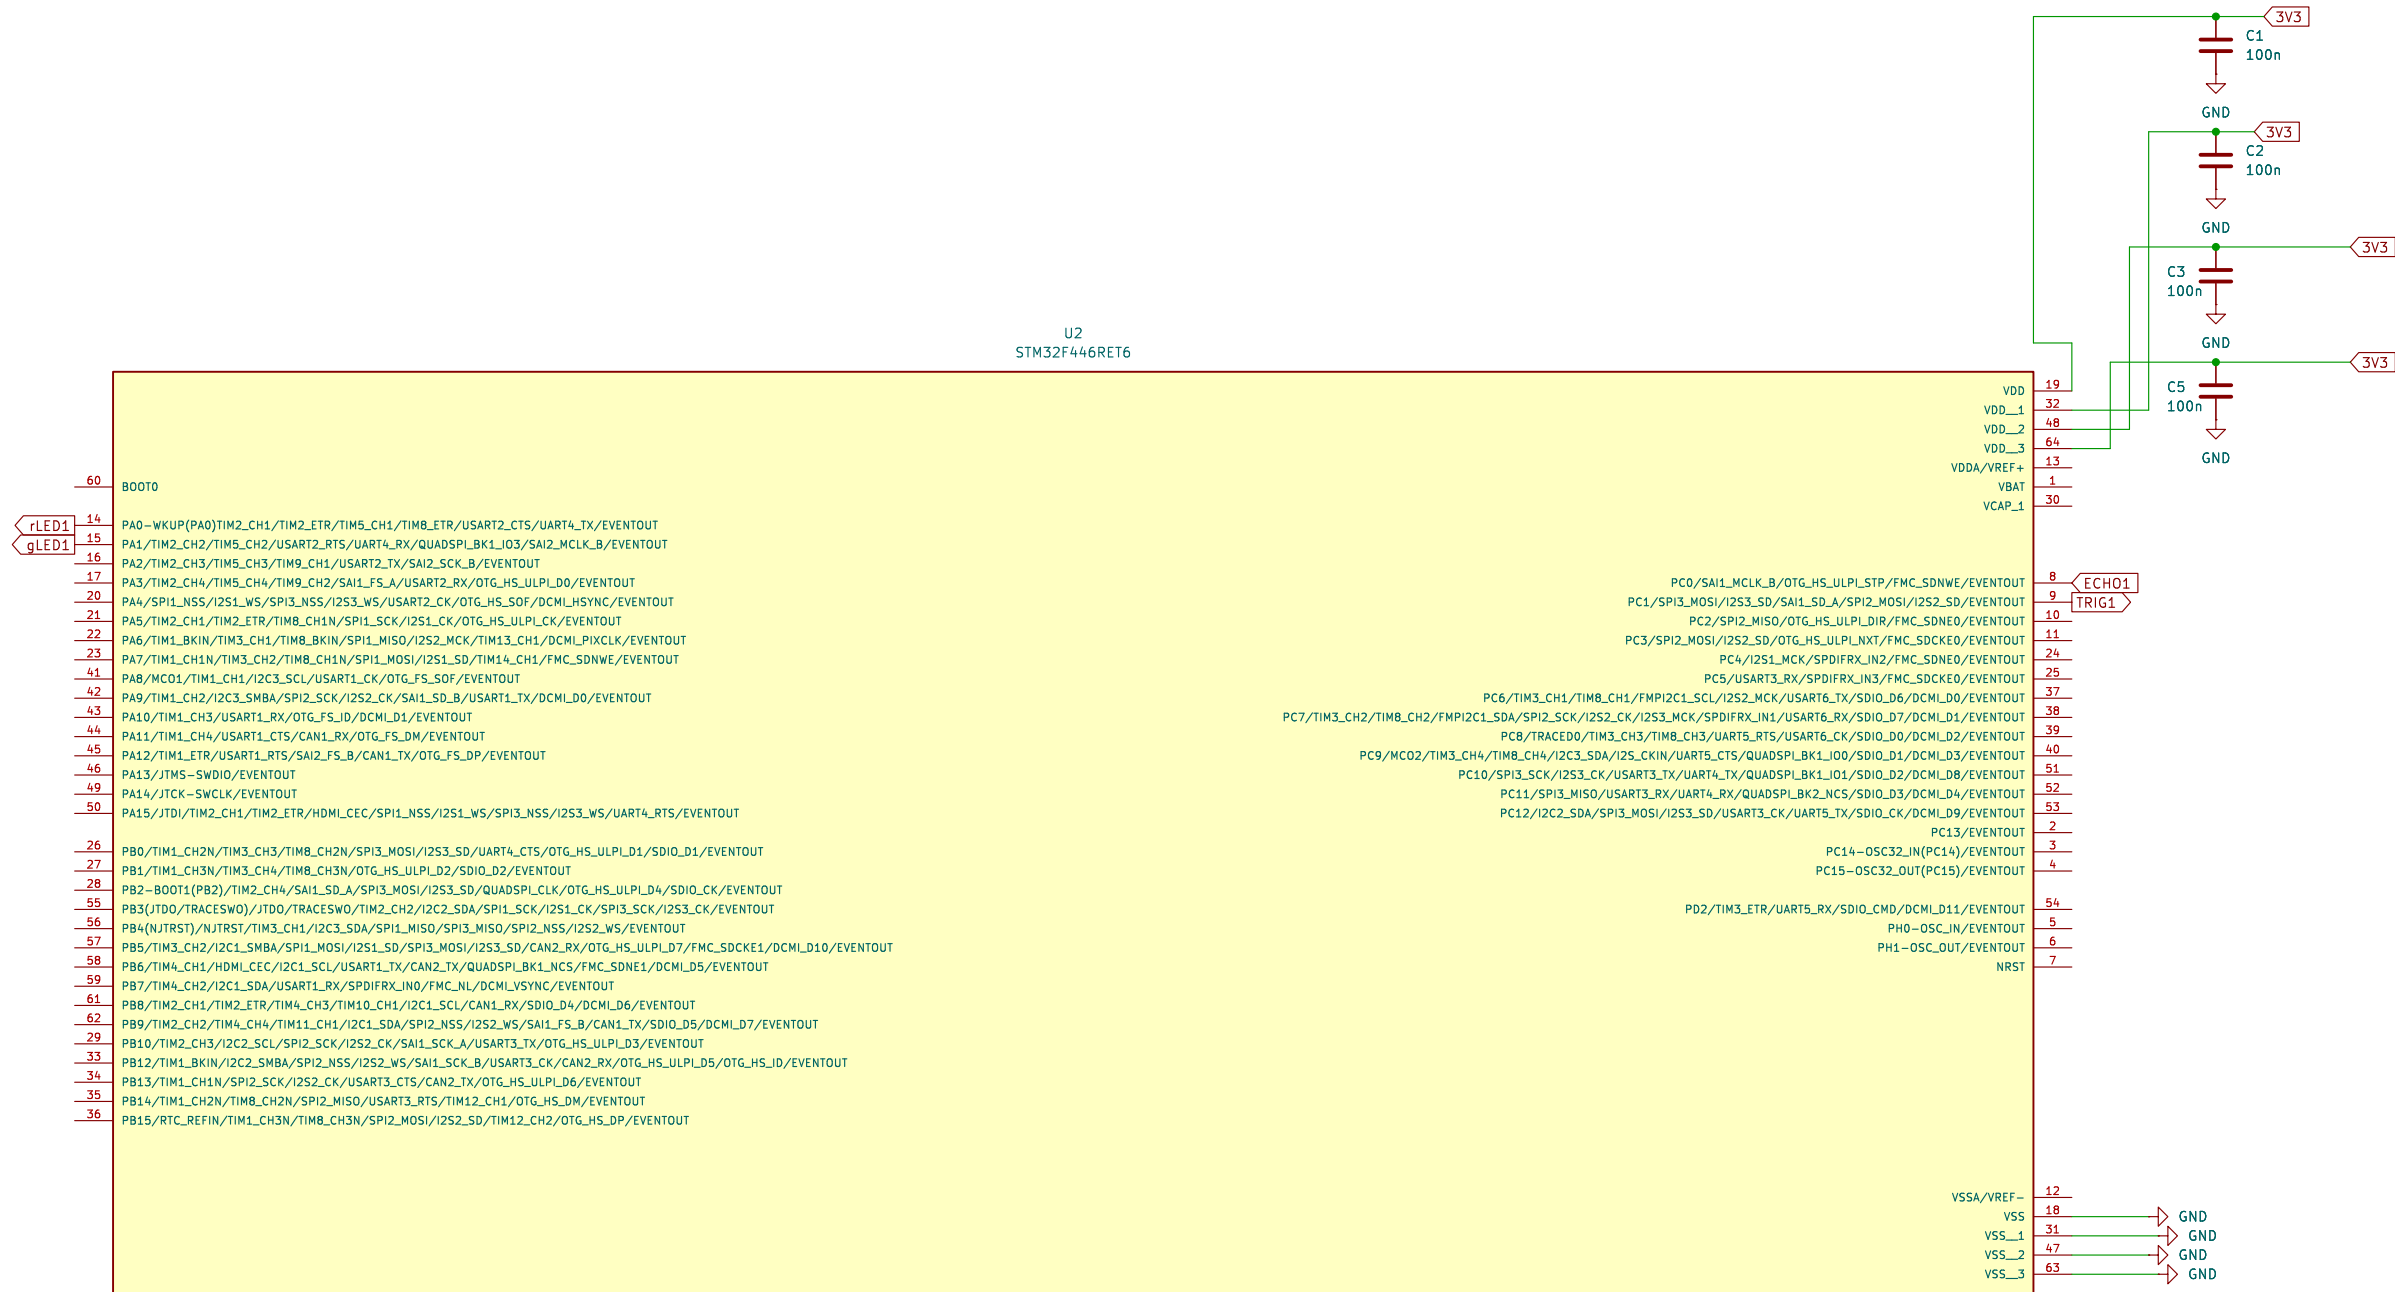 3V3
C1
100n
GND
3V3
C2
100n
GND
3V3
C3
100n
GND
3V3
C5
100n
GND
U2
STM32F446RET6
VDD 19
VDD__1 32
VDD__2 48
VDD__3 64
VDDA/VREF+ 13
60 BOOT0
VBAT 1
VCAP_1 30
rLED1 14 PA0-WKUP(PA0)TIM2_CH1/TIM2_ETR/TIM5_CH1/TIM8_ETR/USART2_CTS/UART4_TX/EVENTOUT
gLED1 15 PA1/TIM2_CH2/TIM5_CH2/USART2_RTS/UART4_RX/QUADSPI_BK1_IO3/SAI2_MCLK_B/EVENTOUT
16 PA2/TIM2_CH3/TIM5_CH3/TIM9_CH1/USART2_TX/SAI2_SCK_B/EVENTOUT
17 PA3/TIM2_CH4/TIM5_CH4/TIM9_CH2/SAI1_FS_A/USART2_RX/OTG_HS_ULPI_D0/EVENTOUT
20 PA4/SPI1_NSS/I2S1_WS/SPI3_NSS/I2S3_WS/USART2_CK/OTG_HS_SOF/DCMI_HSYNC/EVENTOUT
21 PA5/TIM2_CH1/TIM2_ETR/TIM8_CH1N/SPI1_SCK/I2S1_CK/OTG_HS_ULPI_CK/EVENTOUT
22 PA6/TIM1_BKIN/TIM3_CH1/TIM8_BKIN/SPI1_MISO/I2S2_MCK/TIM13_CH1/DCMI_PIXCLK/EVENTOUT
23 PA7/TIM1_CH1N/TIM3_CH2/TIM8_CH1N/SPI1_MOSI/I2S1_SD/TIM14_CH1/FMC_SDNWE/EVENTOUT
41 PA8/MCO1/TIM1_CH1/I2C3_SCL/USART1_CK/OTG_FS_SOF/EVENTOUT
42 PA9/TIM1_CH2/I2C3_SMBA/SPI2_SCK/I2S2_CK/SAI1_SD_B/USART1_TX/DCMI_D0/EVENTOUT
43 PA10/TIM1_CH3/USART1_RX/OTG_FS_ID/DCMI_D1/EVENTOUT
44 PA11/TIM1_CH4/USART1_CTS/CAN1_RX/OTG_FS_DM/EVENTOUT
45 PA12/TIM1_ETR/USART1_RTS/SAI2_FS_B/CAN1_TX/OTG_FS_DP/EVENTOUT
46 PA13/JTMS-SWDIO/EVENTOUT
49 PA14/JTCK-SWCLK/EVENTOUT
50 PA15/JTDI/TIM2_CH1/TIM2_ETR/HDMI_CEC/SPI1_NSS/I2S1_WS/SPI3_NSS/I2S3_WS/UART4_RTS/EVENTOUT
26 PB0/TIM1_CH2N/TIM3_CH3/TIM8_CH2N/SPI3_MOSI/I2S3_SD/UART4_CTS/OTG_HS_ULPI_D1/SDIO_D1/EVENTOUT
27 PB1/TIM1_CH3N/TIM3_CH4/TIM8_CH3N/OTG_HS_ULPI_D2/SDIO_D2/EVENTOUT
28 PB2-BOOT1(PB2)/TIM2_CH4/SAI1_SD_A/SPI3_MOSI/I2S3_SD/QUADSPI_CLK/OTG_HS_ULPI_D4/SDIO_CK/EVENTOUT
55 PB3(JTDO/TRACESWO)/JTDO/TRACESWO/TIM2_CH2/I2C2_SDA/SPI1_SCK/I2S1_CK/SPI3_SCK/I2S3_CK/EVENTOUT
56 PB4(NJTRST)/NJTRST/TIM3_CH1/I2C3_SDA/SPI1_MISO/SPI3_MISO/SPI2_NSS/I2S2_WS/EVENTOUT
57 PB5/TIM3_CH2/I2C1_SMBA/SPI1_MOSI/I2S1_SD/SPI3_MOSI/I2S3_SD/CAN2_RX/OTG_HS_ULPI_D7/FMC_SDCKE1/DCMI_D10/EVENTOUT
58 PB6/TIM4_CH1/HDMI_CEC/I2C1_SCL/USART1_TX/CAN2_TX/QUADSPI_BK1_NCS/FMC_SDNE1/DCMI_D5/EVENTOUT
59 PB7/TIM4_CH2/I2C1_SDA/USART1_RX/SPDIFRX_IN0/FMC_NL/DCMI_VSYNC/EVENTOUT
61 PB8/TIM2_CH1/TIM2_ETR/TIM4_CH3/TIM10_CH1/I2C1_SCL/CAN1_RX/SDIO_D4/DCMI_D6/EVENTOUT
62 PB9/TIM2_CH2/TIM4_CH4/TIM11_CH1/I2C1_SDA/SPI2_NSS/I2S2_WS/SAI1_FS_B/CAN1_TX/SDIO_D5/DCMI_D7/EVENTOUT
29 PB10/TIM2_CH3/I2C2_SCL/SPI2_SCK/I2S2_CK/SAI1_SCK_A/USART3_TX/OTG_HS_ULPI_D3/EVENTOUT
33 PB12/TIM1_BKIN/I2C2_SMBA/SPI2_NSS/I2S2_WS/SAI1_SCK_B/USART3_CK/CAN2_RX/OTG_HS_ULPI_D5/OTG_HS_ID/EVENTOUT
34 PB13/TIM1_CH1N/SPI2_SCK/I2S2_CK/USART3_CTS/CAN2_TX/OTG_HS_ULPI_D6/EVENTOUT
35 PB14/TIM1_CH2N/TIM8_CH2N/SPI2_MISO/USART3_RTS/TIM12_CH1/OTG_HS_DM/EVENTOUT
36 PB15/RTC_REFIN/TIM1_CH3N/TIM8_CH3N/SPI2_MOSI/I2S2_SD/TIM12_CH2/OTG_HS_DP/EVENTOUT
PC0/SAI1_MCLK_B/OTG_HS_ULPI_STP/FMC_SDNWE/EVENTOUT 8 ECHO1
PC1/SPI3_MOSI/I2S3_SD/SAI1_SD_A/SPI2_MOSI/I2S2_SD/EVENTOUT 9 TRIG1
PC2/SPI2_MISO/OTG_HS_ULPI_DIR/FMC_SDNE0/EVENTOUT 10
PC3/SPI2_MOSI/I2S2_SD/OTG_HS_ULPI_NXT/FMC_SDCKE0/EVENTOUT 11
PC4/I2S1_MCK/SPDIFRX_IN2/FMC_SDNE0/EVENTOUT 24
PC5/USART3_RX/SPDIFRX_IN3/FMC_SDCKE0/EVENTOUT 25
PC6/TIM3_CH1/TIM8_CH1/FMPI2C1_SCL/I2S2_MCK/USART6_TX/SDIO_D6/DCMI_D0/EVENTOUT 37
PC7/TIM3_CH2/TIM8_CH2/FMPI2C1_SDA/SPI2_SCK/I2S2_CK/I2S3_MCK/SPDIFRX_IN1/USART6_RX/SDIO_D7/DCMI_D1/EVENTOUT 38
PC8/TRACED0/TIM3_CH3/TIM8_CH3/UART5_RTS/USART6_CK/SDIO_D0/DCMI_D2/EVENTOUT 39
PC9/MCO2/TIM3_CH4/TIM8_CH4/I2C3_SDA/I2S_CKIN/UART5_CTS/QUADSPI_BK1_IO0/SDIO_D1/DCMI_D3/EVENTOUT 40
PC10/SPI3_SCK/I2S3_CK/USART3_TX/UART4_TX/QUADSPI_BK1_IO1/SDIO_D2/DCMI_D8/EVENTOUT 51
PC11/SPI3_MISO/USART3_RX/UART4_RX/QUADSPI_BK2_NCS/SDIO_D3/DCMI_D4/EVENTOUT 52
PC12/I2C2_SDA/SPI3_MOSI/I2S3_SD/USART3_CK/UART5_TX/SDIO_CK/DCMI_D9/EVENTOUT 53
PC13/EVENTOUT 2
PC14-OSC32_IN(PC14)/EVENTOUT 3
PC15-OSC32_OUT(PC15)/EVENTOUT 4
PD2/TIM3_ETR/UART5_RX/SDIO_CMD/DCMI_D11/EVENTOUT 54
PH0-OSC_IN/EVENTOUT 5
PH1-OSC_OUT/EVENTOUT 6
NRST 7
VSSA/VREF- 12
VSS 18 GND
VSS__1 31 GND
VSS__2 47 GND
VSS__3 63 GND